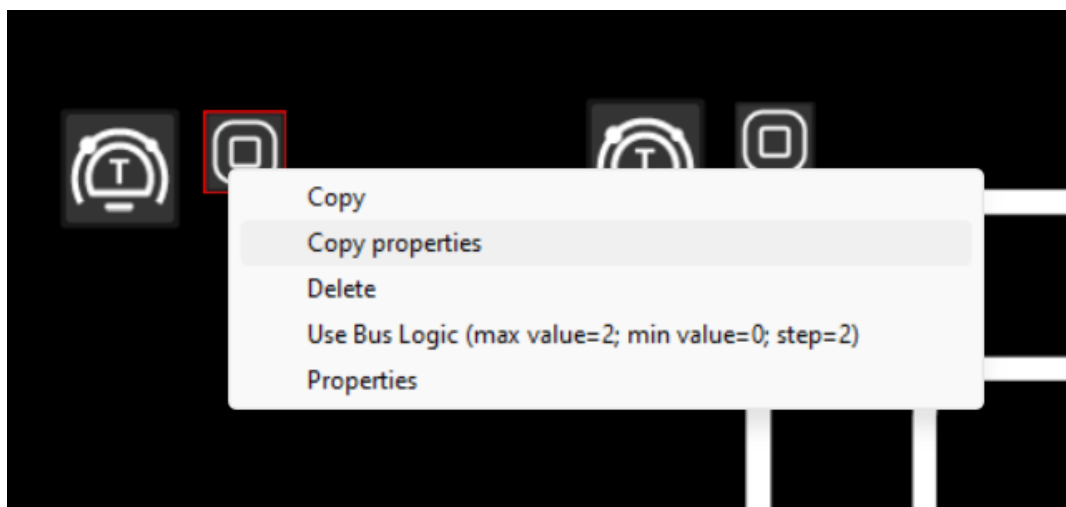 T
T
Copy
Copy properties
Delete
Use Bus Logic (max value=2; min value=0; step=2)
Properties